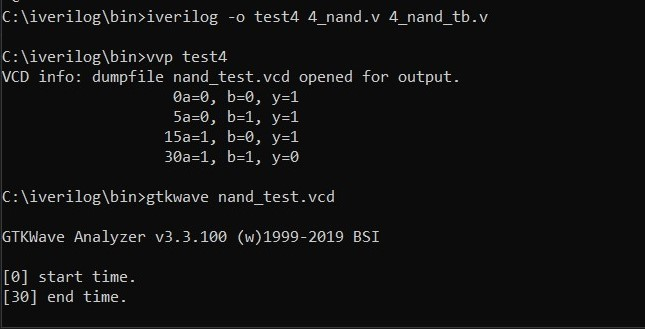 C:\iverilog\bin>iverilog -o test4 4_nand.v 4_nand_tb.v
C:\iverilog\bin>vvp test4
VCD info: dumpfile nand_test.vcd opened for output.
0a=0, b=0, y=1
5a=0, b=1, y=1
15a=1, b=0, y=1
30a=1, b=1, y=0
C:\iverilog\bin>gtkwave nand_test.vcd
GTKWave Analyzer v3.3.100 (w)1999-2019 BSI
[0] start time.
[30] end time.